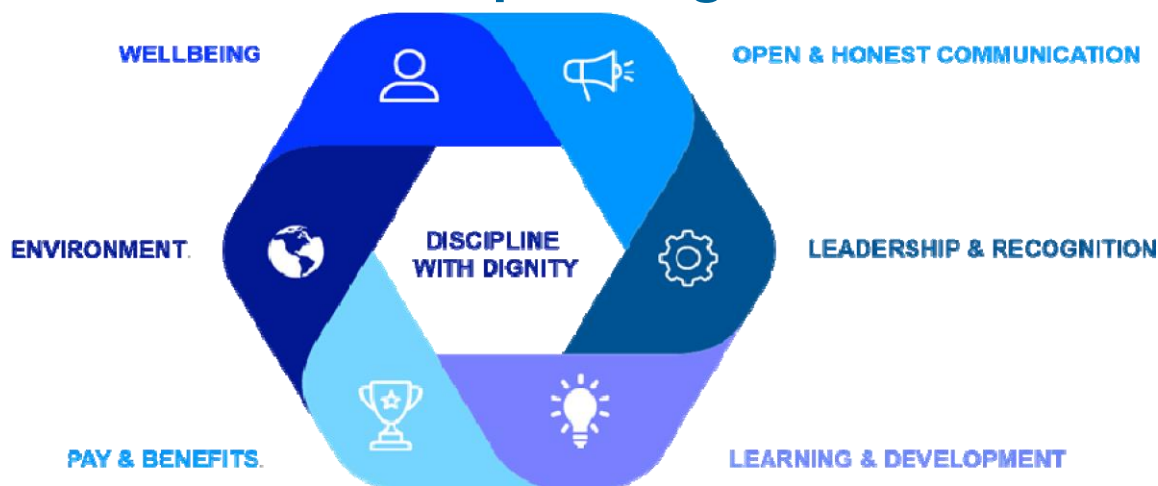 WELLBEING
OPEN & HONEST COMMUNICATION
ENVIRONMENT.
DISCIPLINE
WITH DIGNITY
LEADERSHIP & RECOGNITION
PAY & BENEFITS.
LEARNING & DEVELOPMENT